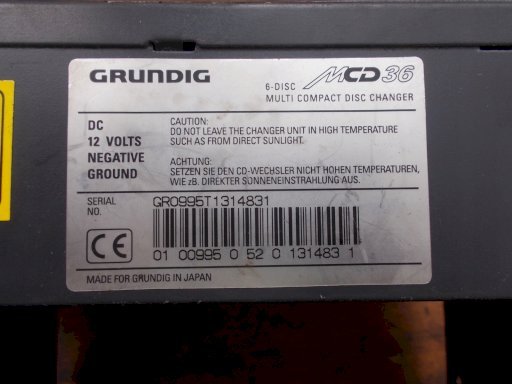 GRUNDIG
6-DISC MCD 36
MULTI COMPACT DISC CHANGER
DC
12 VOLTS
NEGATIVE
GROUND
CAUTION:
DO NOT LEAVE THE CHANGER UNIT IN HIGH TEMPERATURE
SUCH AS FROM DIRECT SUNLIGHT.
ACHTUNG:
SETZEN SIE DEN CD-WECHSLER NICHT HOHEN TEMPERATUREN,
WIE zB. DIREKTER SONNENEINSTRAHLUNG AUS.
SERIAL
NO.
GR0995T1314831
CE
01 00995 0 52 0 131483 1
MADE FOR GRUNDIG IN JAPAN